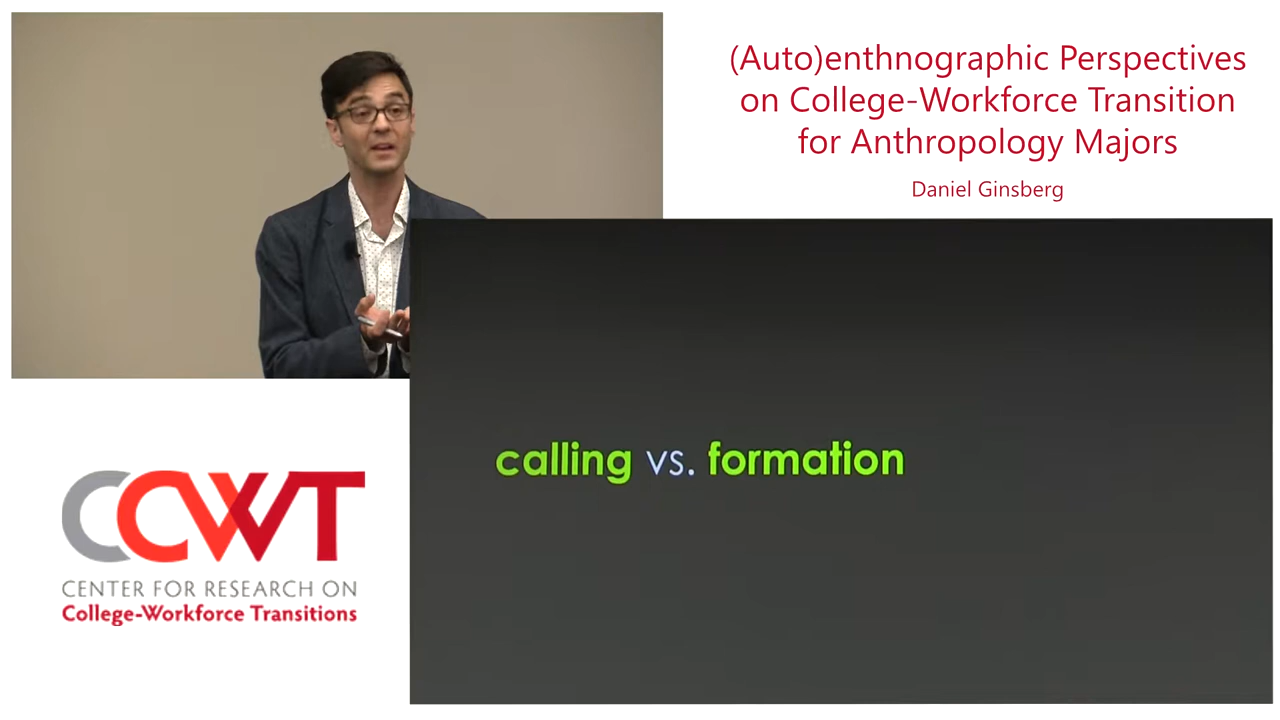 (Auto)enthnographic Perspectives
on College-Workforce Transition
for Anthropology Majors
Daniel Ginsberg
calling vs. formation
CCWT
CENTER FOR RESEARCH ON
College-Workforce Transitions